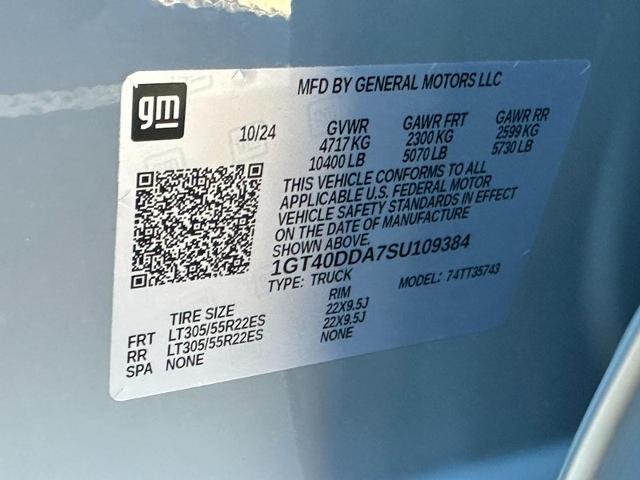 gm
MFD BY GENERAL MOTORS LLC
10/24
GVWR
4717 KG
10400 LB
GAWR FRT
2300 KG
5070 LB
GAWR RR
2599 KG
5730 LB
THIS VEHICLE CONFORMS TO ALL
APPLICABLE U.S. FEDERAL MOTOR
VEHICLE SAFETY STANDARDS IN EFFECT
ON THE DATE OF MANUFACTURE
SHOWN ABOVE.
1GT40DDA7SU109384
TYPE: TRUCK
MODEL: 74TT35743
TIRE SIZE RIM
FRT LT305/55R22ES 22X9.5J
RR LT305/55R22ES 22X9.5J
SPA NONE NONE